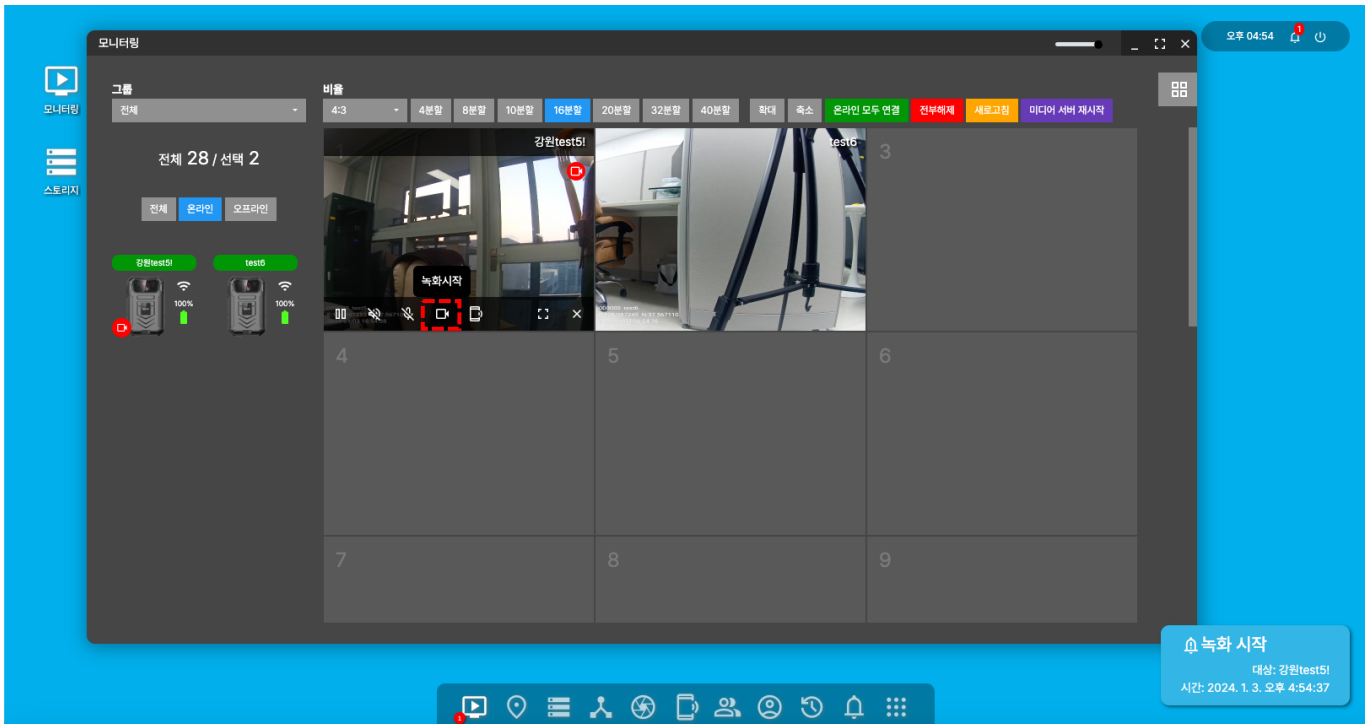 모니터링
오후 04:54
1
모니터링
스토리지
그룹
전체
비율
4:3
4분할
8분할
10분할
16분할
20분할
32분할
40분할
확대
축소
온라인 모두 연결
전부해제
새로고침
미디어 서버 재시작
전체 28 / 선택 2
전체
온라인
오프라인
강원test5!
100%
test6
100%
1
강원test5!
녹화시작
test6
3
4
5
6
7
8
9
녹화 시작
대상: 강원test5!
시간: 2024. 1. 3. 오후 4:54:37
1